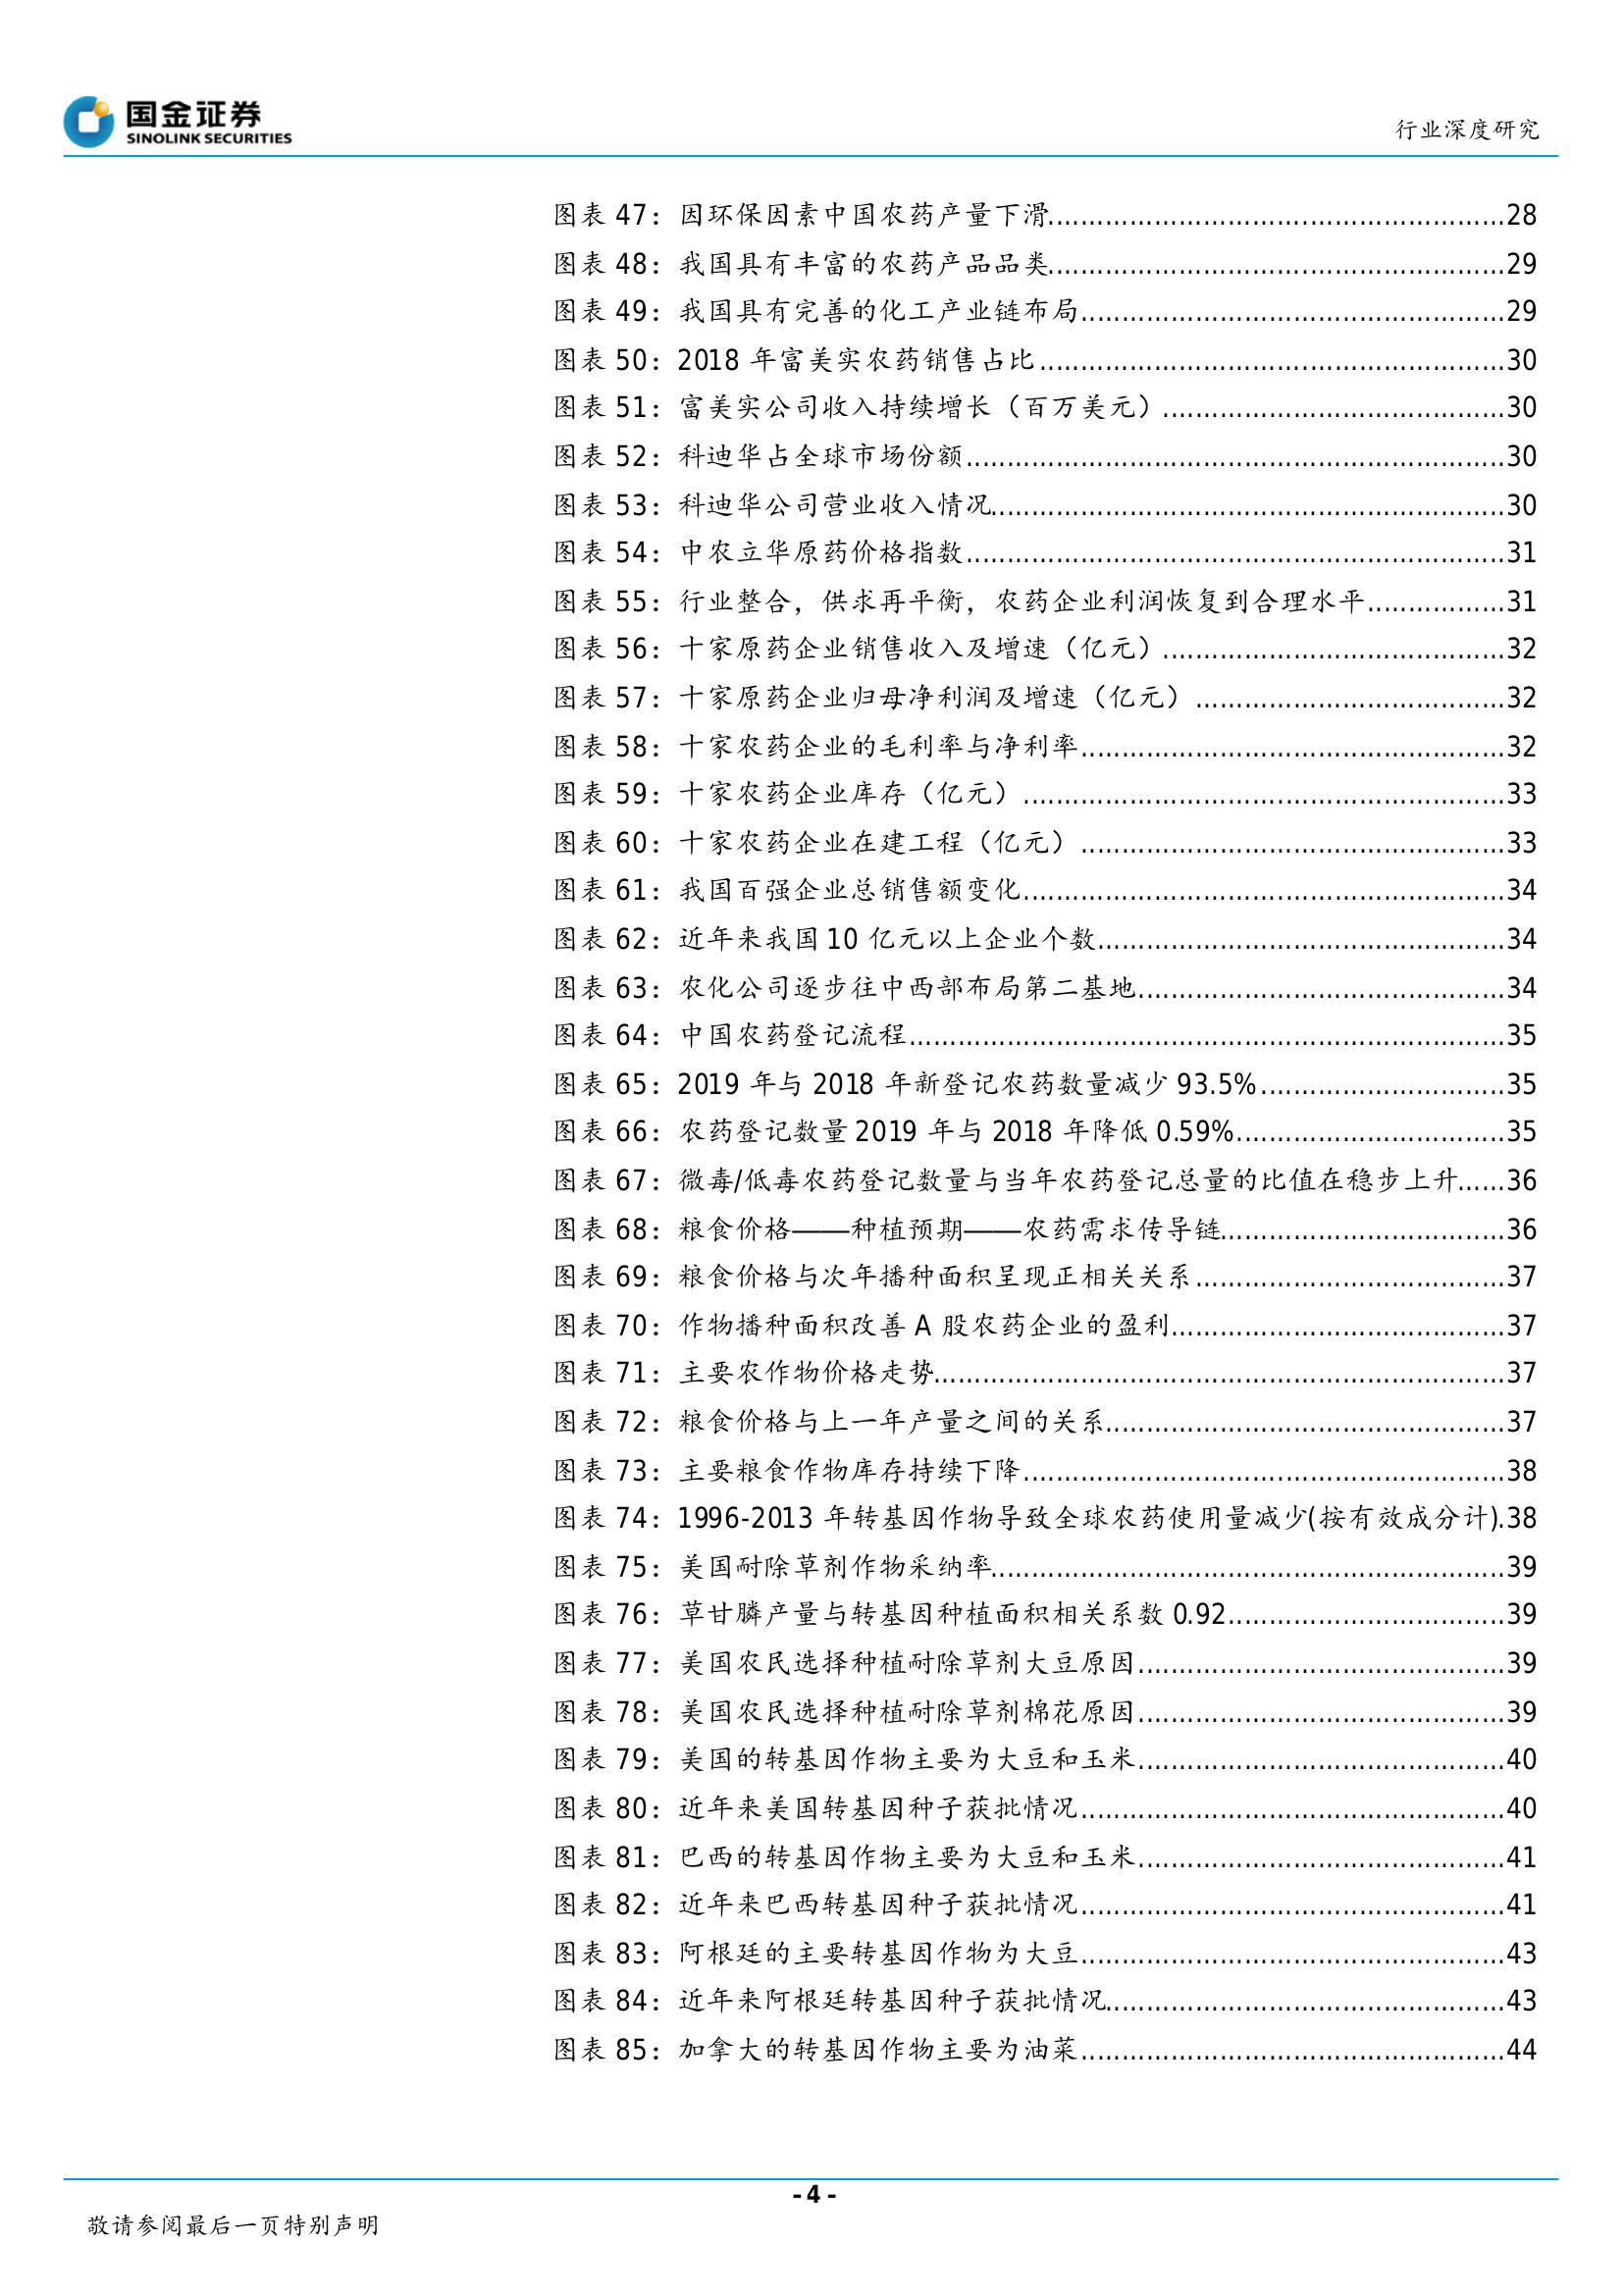 国金证券
SINOLINK SECURITIES
行业深度研究
图表 47：因环保因素中国农药产量下滑........................................................28
图表 48：我国具有丰富的农药产品品类........................................................29
图表 49：我国具有完善的化工产业链布局....................................................29
图表 50：2018 年富美实农药销售占比.........................................................30
图表 51：富美实公司收入持续增长（百万美元）..........................................30
图表 52：科迪华占全球市场份额..................................................................30
图表 53：科迪华公司营业收入情况...............................................................30
图表 54：中农立华原药价格指数..................................................................31
图表 55：行业整合，供求再平衡，农药企业利润恢复到合理水平.................31
图表 56：十家原药企业销售收入及增速（亿元）..........................................32
图表 57：十家原药企业归母净利润及增速（亿元）......................................32
图表 58：十家农药企业的毛利率与净利率....................................................32
图表 59：十家农药企业库存（亿元）...........................................................33
图表 60：十家农药企业在建工程（亿元）....................................................33
图表 61：我国百强企业总销售额变化...........................................................34
图表 62：近年来我国 10 亿元以上企业个数..................................................34
图表 63：农化公司逐步往中西部布局第二基地.............................................34
图表 64：中国农药登记流程.........................................................................35
图表 65：2019 年与 2018 年新登记农药数量减少 93.5%..............................35
图表 66：农药登记数量 2019 年与 2018 年降低 0.59%.................................35
图表 67：微毒/低毒农药登记数量与当年农药登记总量的比值在稳步上升......36
图表 68：粮食价格——种植预期——农药需求传导链...................................36
图表 69：粮食价格与次年播种面积呈现正相关关系......................................37
图表 70：作物播种面积改善 A 股农药企业的盈利.........................................37
图表 71：主要农作物价格走势......................................................................37
图表 72：粮食价格与上一年产量之间的关系.................................................37
图表 73：主要粮食作物库存持续下降...........................................................38
图表 74：1996-2013 年转基因作物导致全球农药使用量减少(按有效成分计).38
图表 75：美国耐除草剂作物采纳率...............................................................39
图表 76：草甘膦产量与转基因种植面积相关系数 0.92..................................39
图表 77：美国农民选择种植耐除草剂大豆原因.............................................39
图表 78：美国农民选择种植耐除草剂棉花原因.............................................39
图表 79：美国的转基因作物主要为大豆和玉米.............................................40
图表 80：近年来美国转基因种子获批情况....................................................40
图表 81：巴西的转基因作物主要为大豆和玉米.............................................41
图表 82：近年来巴西转基因种子获批情况....................................................41
图表 83：阿根廷的主要转基因作物为大豆....................................................43
图表 84：近年来阿根廷转基因种子获批情况.................................................43
图表 85：加拿大的转基因作物主要为油菜....................................................44
- 4 -
敬请参阅最后一页特别声明